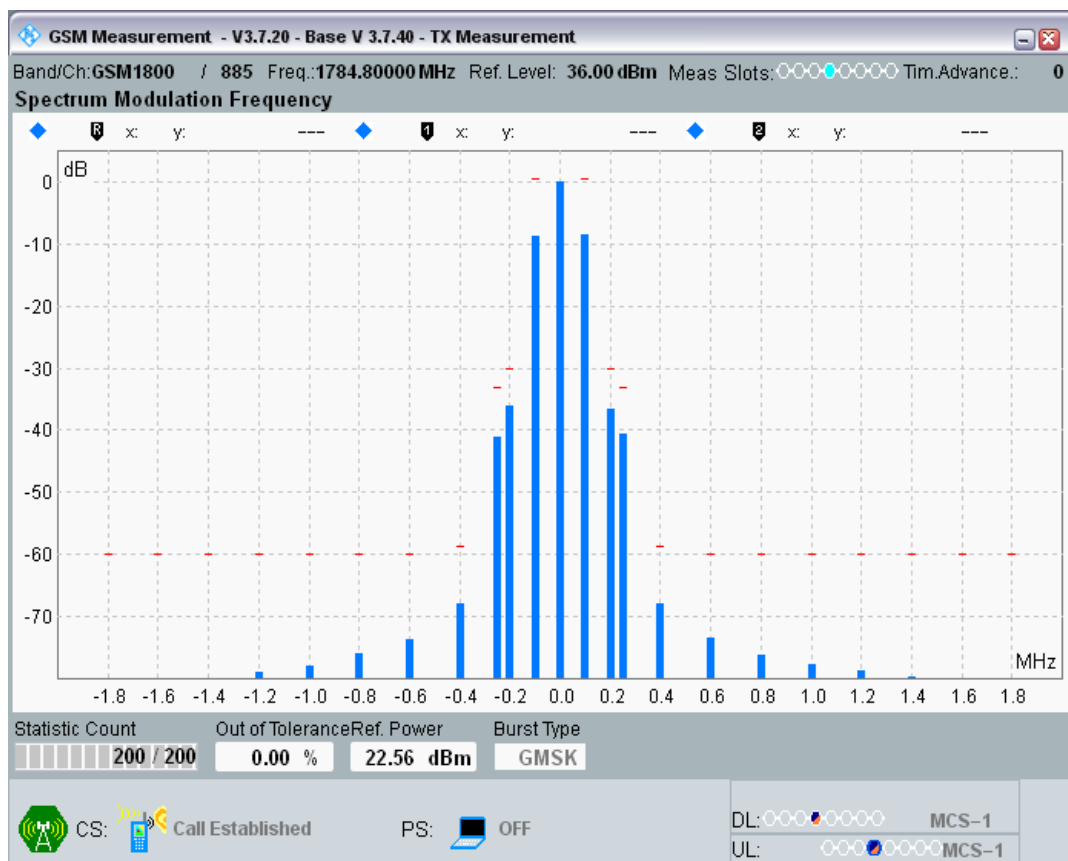 GSM Measurement - V3.7.20 - Base V 3.7.40 - TX Measurement
Band/Ch:GSM1800 / 885 Freq.:1784.80000 MHz Ref. Level: 36.00 dBm Meas Slots: Tim.Advance.: 0
Spectrum Modulation Frequency
R x: y: --- 1 x: y: --- 2 x: y: ---
dB
0
-10
-20
-30
-40
-50
-60
-70
MHz
-1.8 -1.6 -1.4 -1.2 -1.0 -0.8 -0.6 -0.4 -0.2 0.0 0.2 0.4 0.6 0.8 1.0 1.2 1.4 1.6 1.8
Statistic Count Out of Tolerance Ref. Power Burst Type
200 / 200 0.00 % 22.56 dBm GMSK
CS: Call Established PS: OFF DL: MCS-1
UL: MCS-1